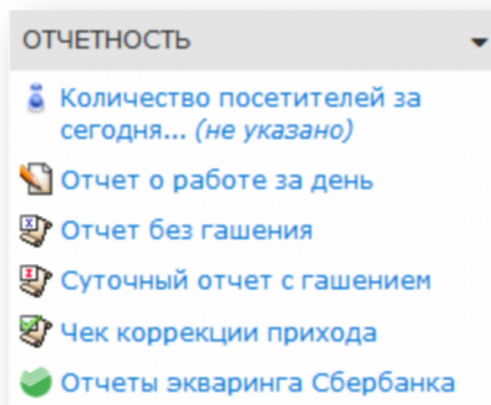 ОТЧЕТНОСТЬ
Количество посетителей за
сегодня... (не указано)
Отчет о работе за день
Отчет без гашения
Суточный отчет с гашением
Чек коррекции прихода
Отчеты экваринга Сбербанка